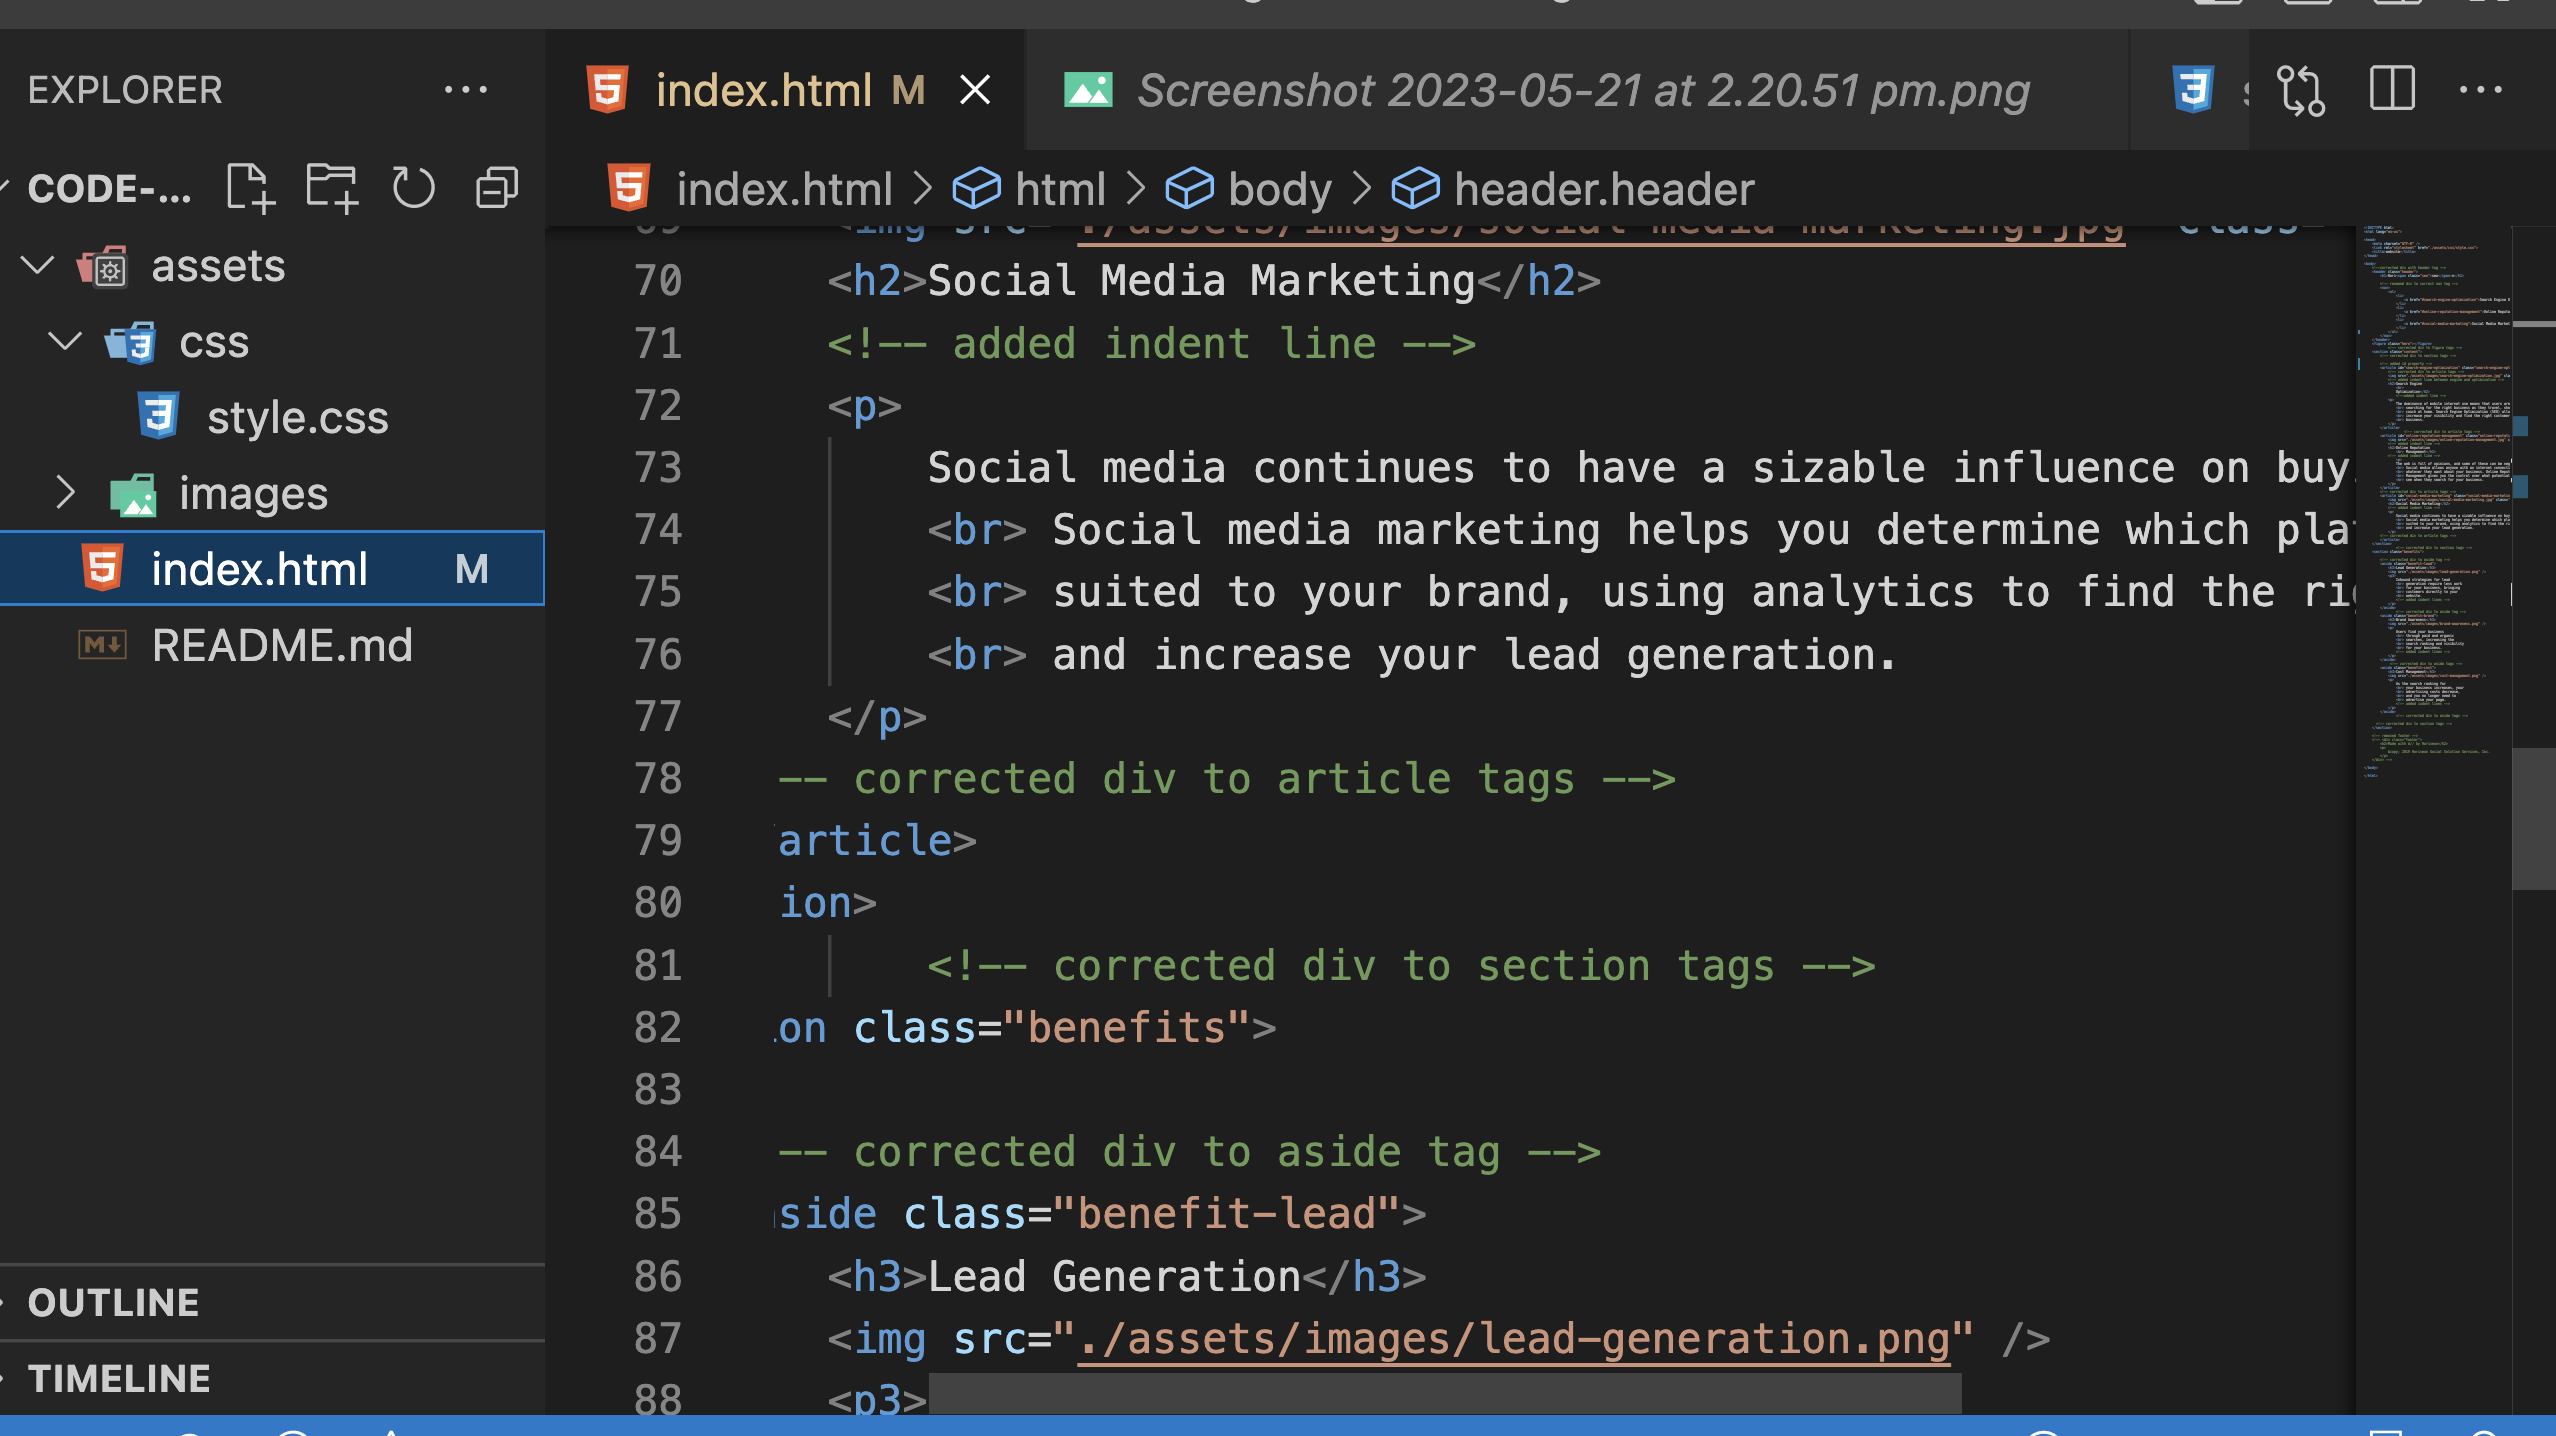 EXPLORER
index.html M
Screenshot 2023-05-21 at 2.20.51 pm.png
CODE-...
index.html > html > body > header.header
assets
css
style.css
images
index.html M
README.md
OUTLINE
TIMELINE
69 <img src="./assets/images/social-media-marketing.jpg" class=
70 <h2>Social Media Marketing</h2>
71 <!-- added indent line -->
72 <p>
73 Social media continues to have a sizable influence on buy
74 <br> Social media marketing helps you determine which pla
75 <br> suited to your brand, using analytics to find the ri
76 <br> and increase your lead generation.
77 </p>
78 -- corrected div to article tags -->
79 article>
80 ion>
81 <!-- corrected div to section tags -->
82 on class="benefits">
83
84 -- corrected div to aside tag -->
85 side class="benefit-lead">
86 <h3>Lead Generation</h3>
87 <img src="./assets/images/lead-generation.png" />
88 <p3>